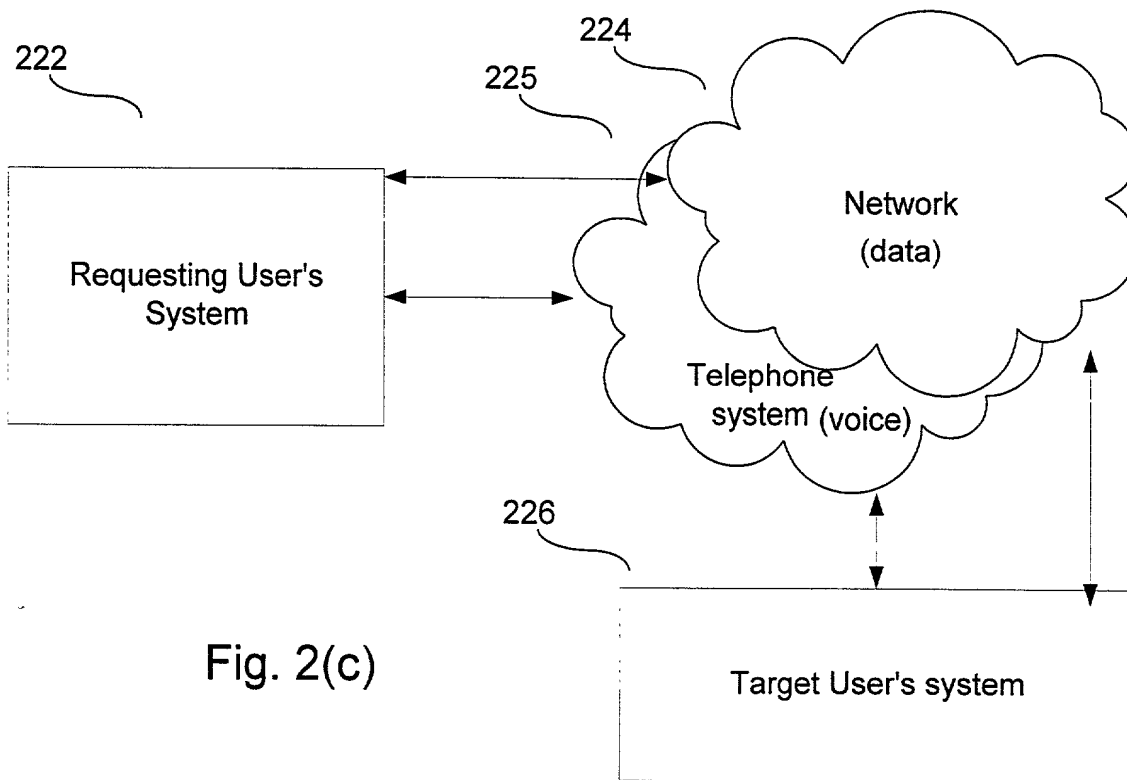 224
222
225
Network
(data)
Requesting User's
System
Telephone
system (voice)
226
Fig. 2(c)
Target User's system